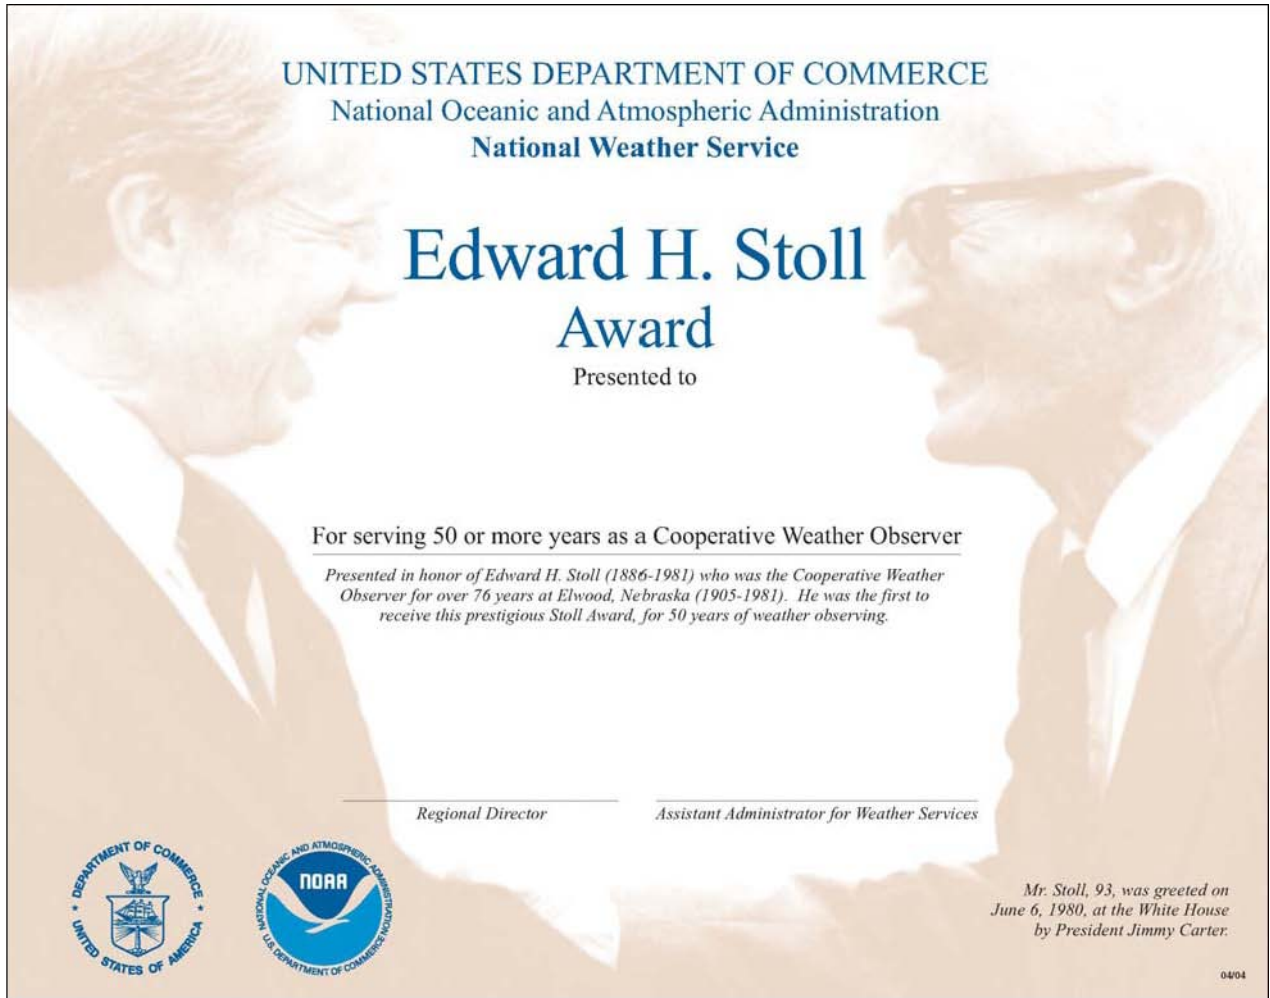 UNITED STATES DEPARTMENT OF COMMERCE
National Oceanic and Atmospheric Administration
National Weather Service
Edward H. Stoll
Award
Presented to
For serving 50 or more years as a Cooperative Weather Observer
Presented in honor of Edward H. Stoll (1886-1981) who was the Cooperative Weather
Observer for over 76 years at Elwood, Nebraska (1905-1981). He was the first to
receive this prestigious Stoll Award, for 50 years of weather observing.
Regional Director
Assistant Administrator for Weather Services
DEPARTMENT OF COMMERCE
UNITED STATES OF AMERICA
NATIONAL OCEANIC AND ATMOSPHERIC ADMINISTRATION
NOAA
U.S. DEPARTMENT OF COMMERCE
Mr. Stoll, 93, was greeted on
June 6, 1980, at the White House
by President Jimmy Carter.
04/04